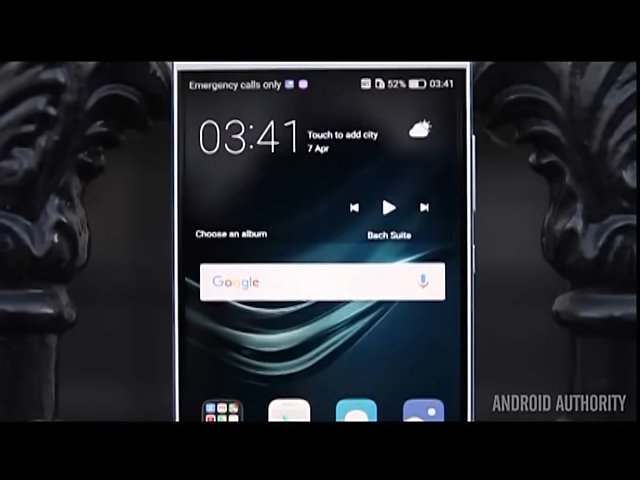 Emergency calls only
52% 03:41
03:41
Touch to add city
7 Apr
Choose an album
Bach Suite
Google
ANDROID AUTHORITY